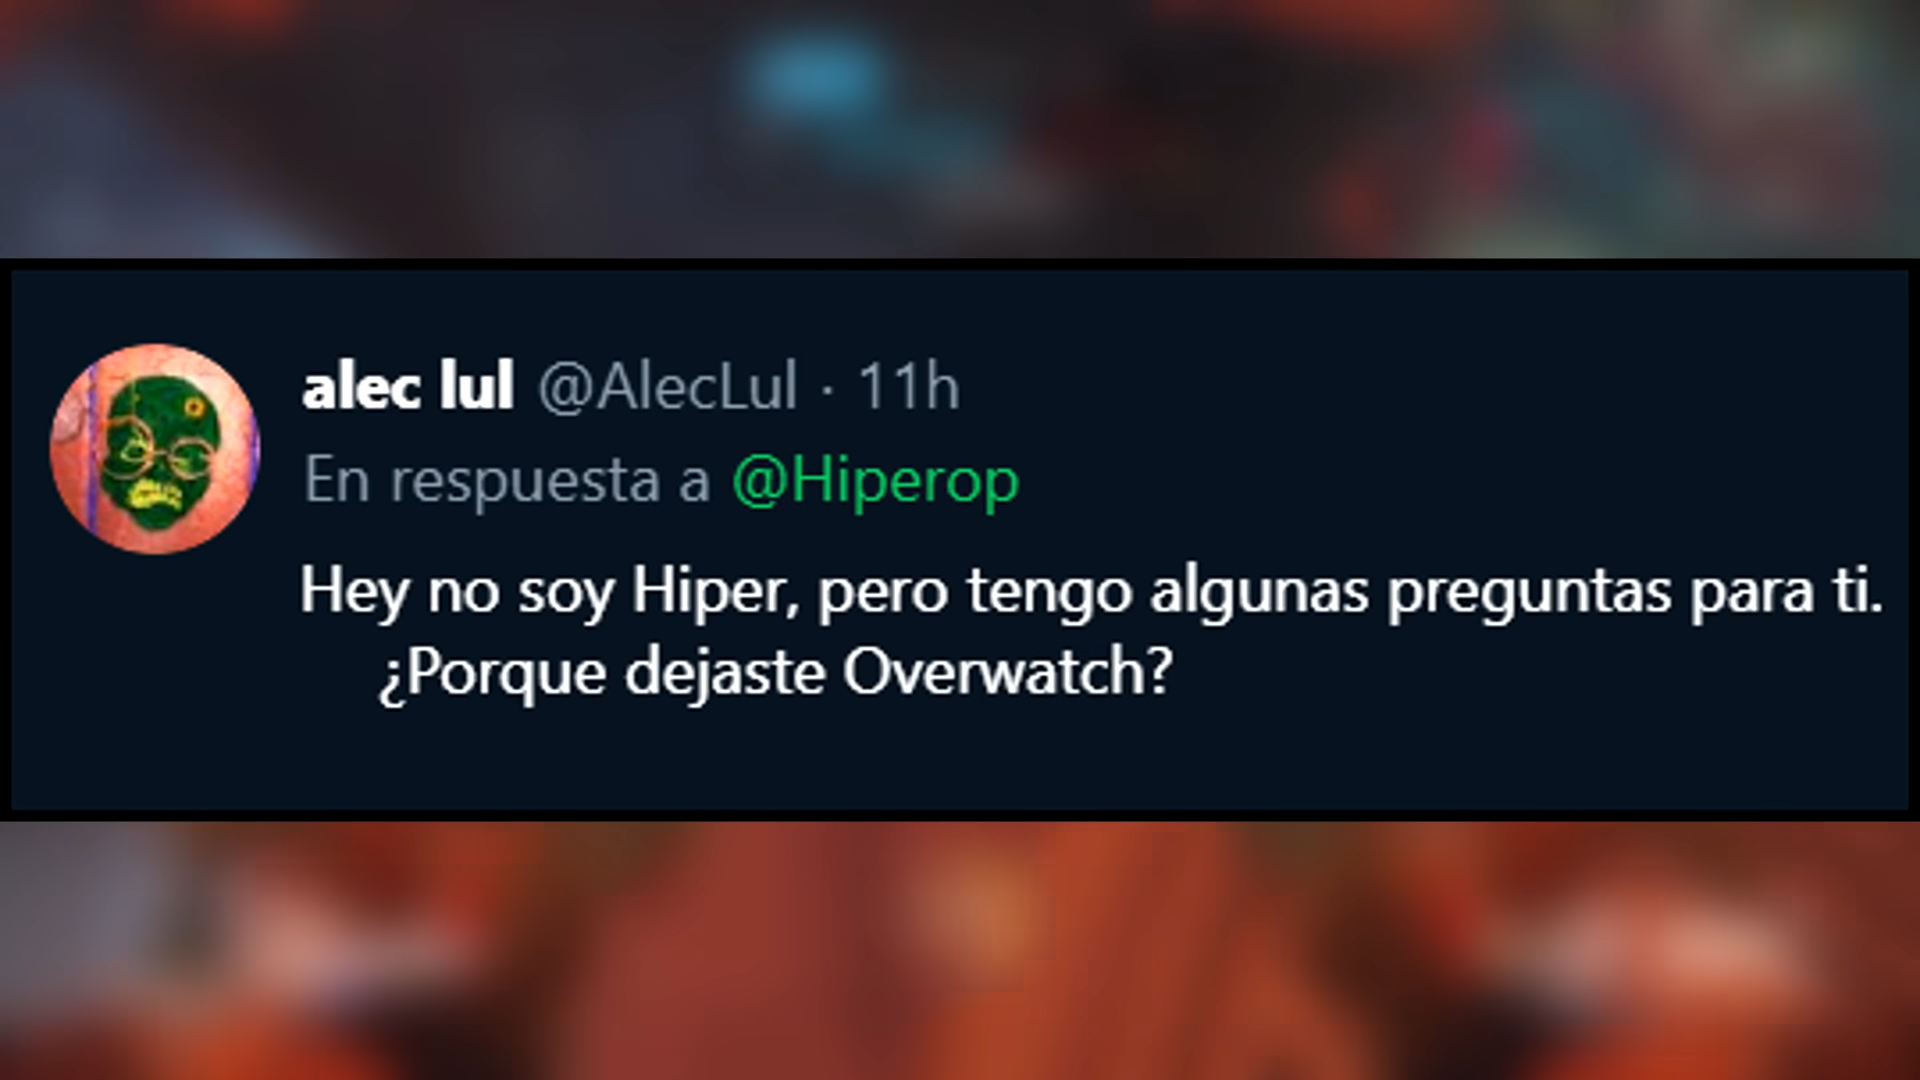 alec lul @AlecLul · 11h
En respuesta a @Hiperop
Hey no soy Hiper, pero tengo algunas preguntas para ti.
¿Porque dejaste Overwatch?